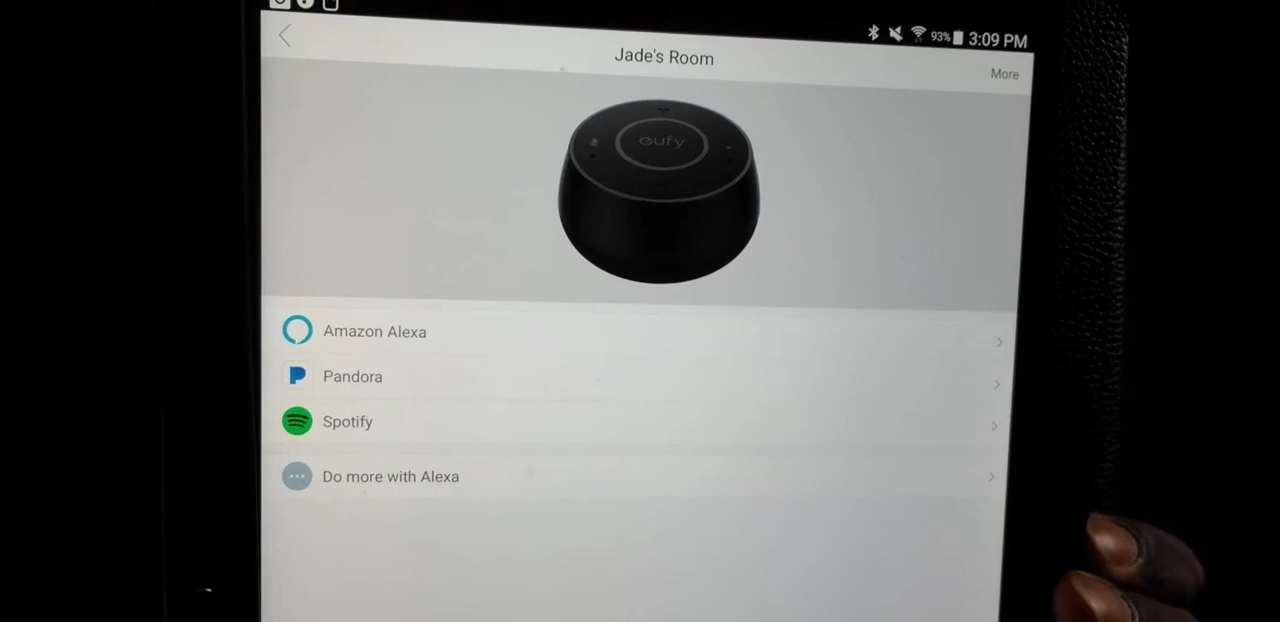 93% 3:09 PM
Jade's Room
More
eufy
Amazon Alexa
Pandora
Spotify
Do more with Alexa